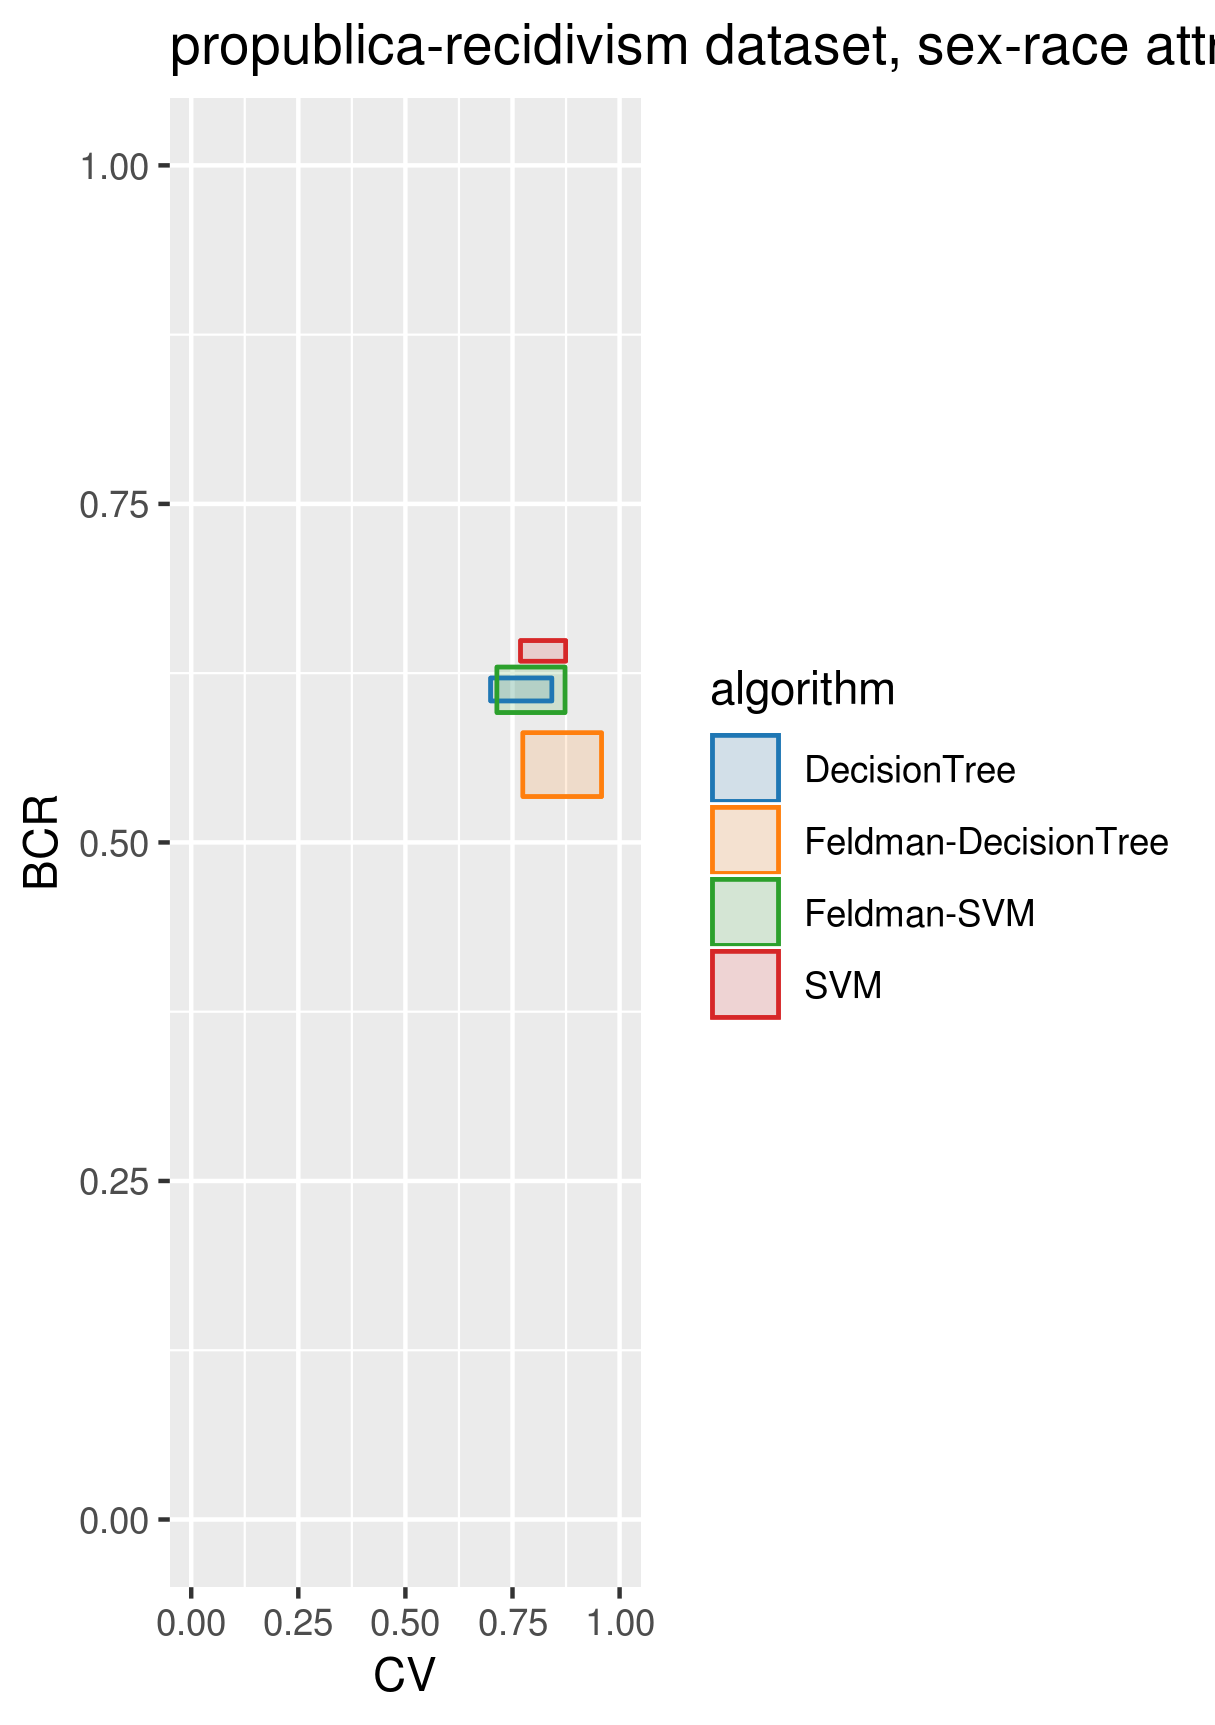 propublica-recidivism dataset, sex-race
1.00
0.75
0.50
0.25
0.00
BCR
0.00 0.25 0.50 0.75 1.00
CV
algorithm
DecisionTree
Feldman-DecisionTree
Feldman-SVM
SVM